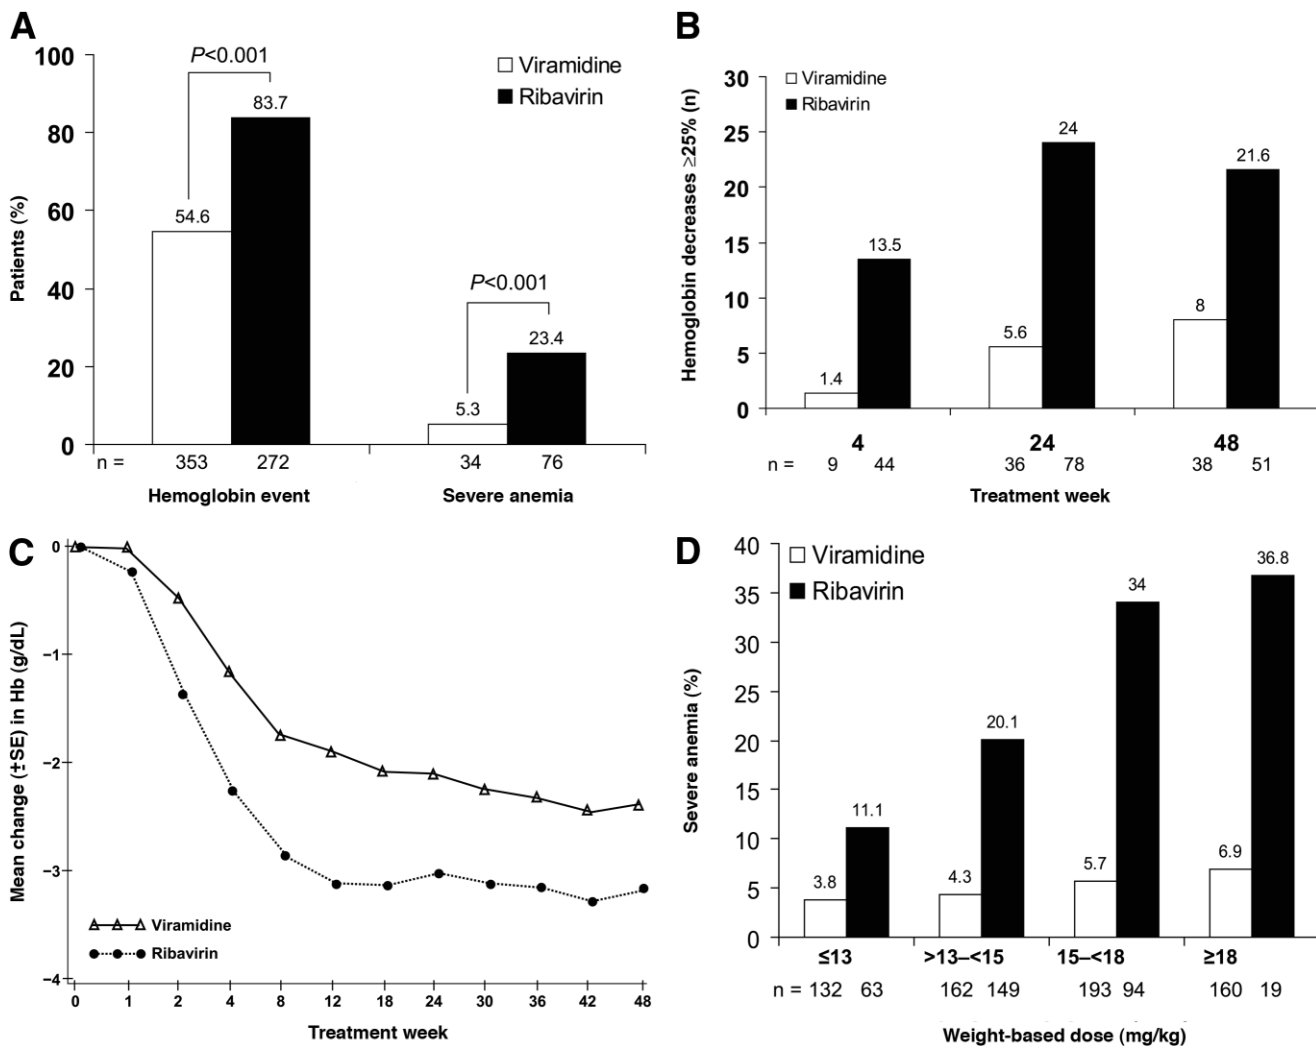 A
P<0.001
Viramidine
Ribavirin
100
80
60
40
20
0
Patients (%)
83.7
54.6
P<0.001
23.4
5.3
n = 353 272 34 76
Hemoglobin event Severe anemia
B
Viramidine
Ribavirin
30
25
20
15
10
5
0
Hemoglobin decreases ≥25% (n)
1.4
13.5
5.6
24
8
21.6
4 24 48
n = 9 44 36 78 38 51
Treatment week
C
0
−1
−2
−3
−4
Mean change (±SE) in Hb (g/dL)
Viramidine
Ribavirin
0 1 2 4 8 12 18 24 30 36 42 48
Treatment week
D
Viramidine
Ribavirin
40
35
30
25
20
15
10
5
0
Severe anemia (%)
3.8
11.1
4.3
20.1
5.7
34
6.9
36.8
≤13 >13–<15 15–<18 ≥18
n = 132 63 162 149 193 94 160 19
Weight-based dose (mg/kg)